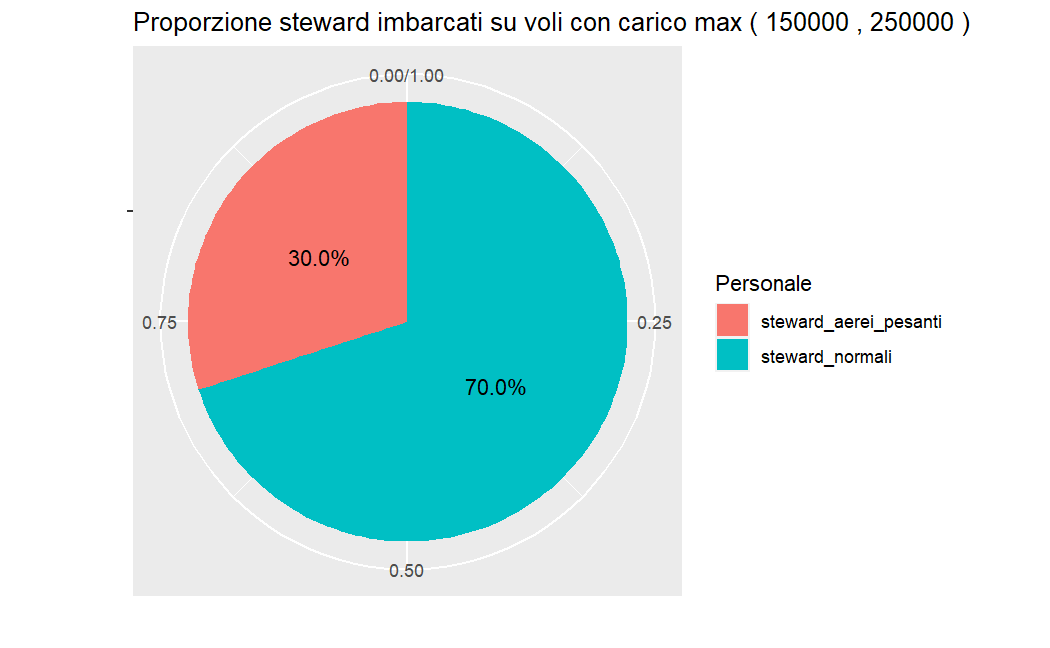 Proporzione steward imbarcati su voli con carico max ( 150000 , 250000 )
0.00/1.00
30.0%
0.75
0.25
70.0%
0.50
Personale
steward_aerei_pesanti
steward_normali